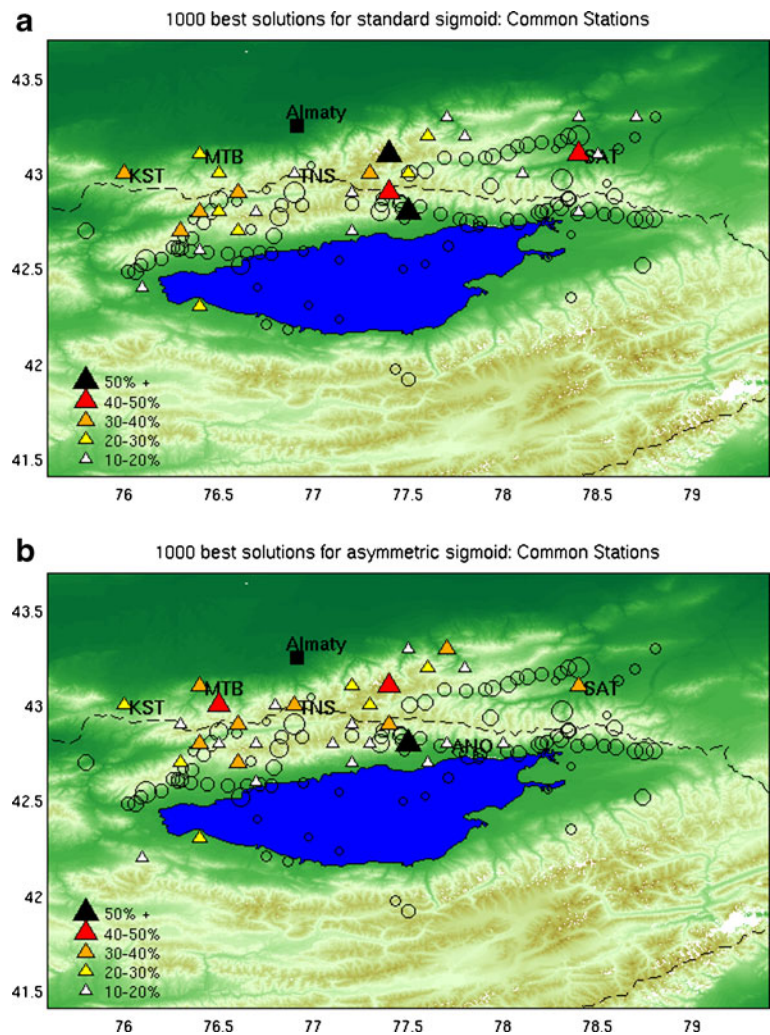 a
1000 best solutions for standard sigmoid: Common Stations
43.5
Almaty
43
KST
MTB
TNS
SAT
42.5
42
50% +
40-50%
30-40%
20-30%
10-20%
41.5
76
76.5
77
77.5
78
78.5
79
b
1000 best solutions for asymmetric sigmoid: Common Stations
43.5
Almaty
43
KST
MTB
TNS
SAT
ANO
42.5
42
50% +
40-50%
30-40%
20-30%
10-20%
41.5
76
76.5
77
77.5
78
78.5
79